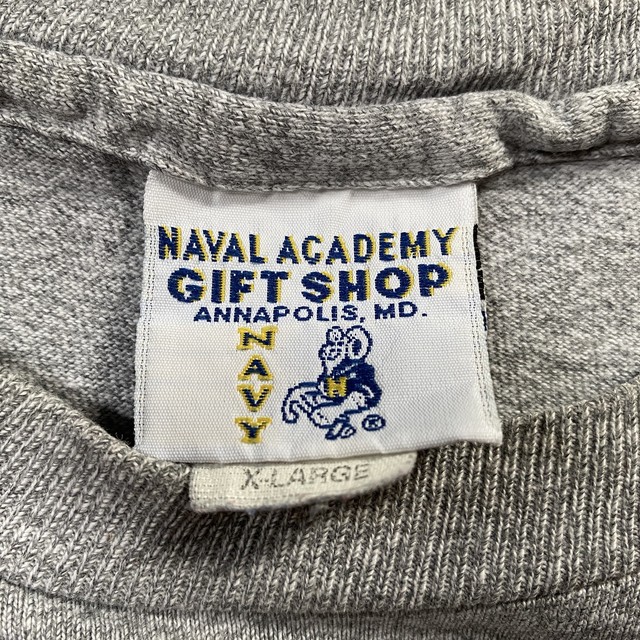 NAVAL ACADEMY
GIFT SHOP
ANNAPOLIS, MD.
NAVY
N
®
X-LARGE